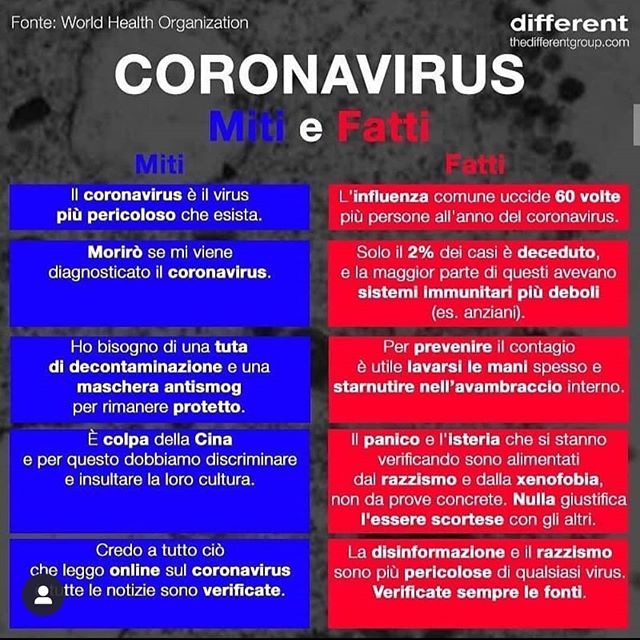 Fonte: World Health Organization
different
thedifferentgroup.com
CORONAVIRUS
Miti e Fatti
Miti
Fatti
Il coronavirus è il virus
più pericoloso che esista.
L'influenza comune uccide 60 volte
più persone all'anno del coronavirus.
Morirò se mi viene
diagnosticato il coronavirus.
Solo il 2% dei casi è deceduto,
e la maggior parte di questi avevano
sistemi immunitari più deboli
(es. anziani).
Ho bisogno di una tuta
di decontaminazione e una
maschera antismog
per rimanere protetto.
Per prevenire il contagio
è utile lavarsi le mani spesso e
starnutire nell'avambraccio interno.
È colpa della Cina
e per questo dobbiamo discriminare
e insultare la loro cultura.
Il panico e l'isteria che si stanno
verificando sono alimentati
dal razzismo e dalla xenofobia,
non da prove concrete. Nulla giustifica
l'essere scortese con gli altri.
Credo a tutto ciò
che leggo online sul coronavirus
tutte le notizie sono verificate.
La disinformazione e il razzismo
sono più pericolose di qualsiasi virus.
Verificate sempre le fonti.